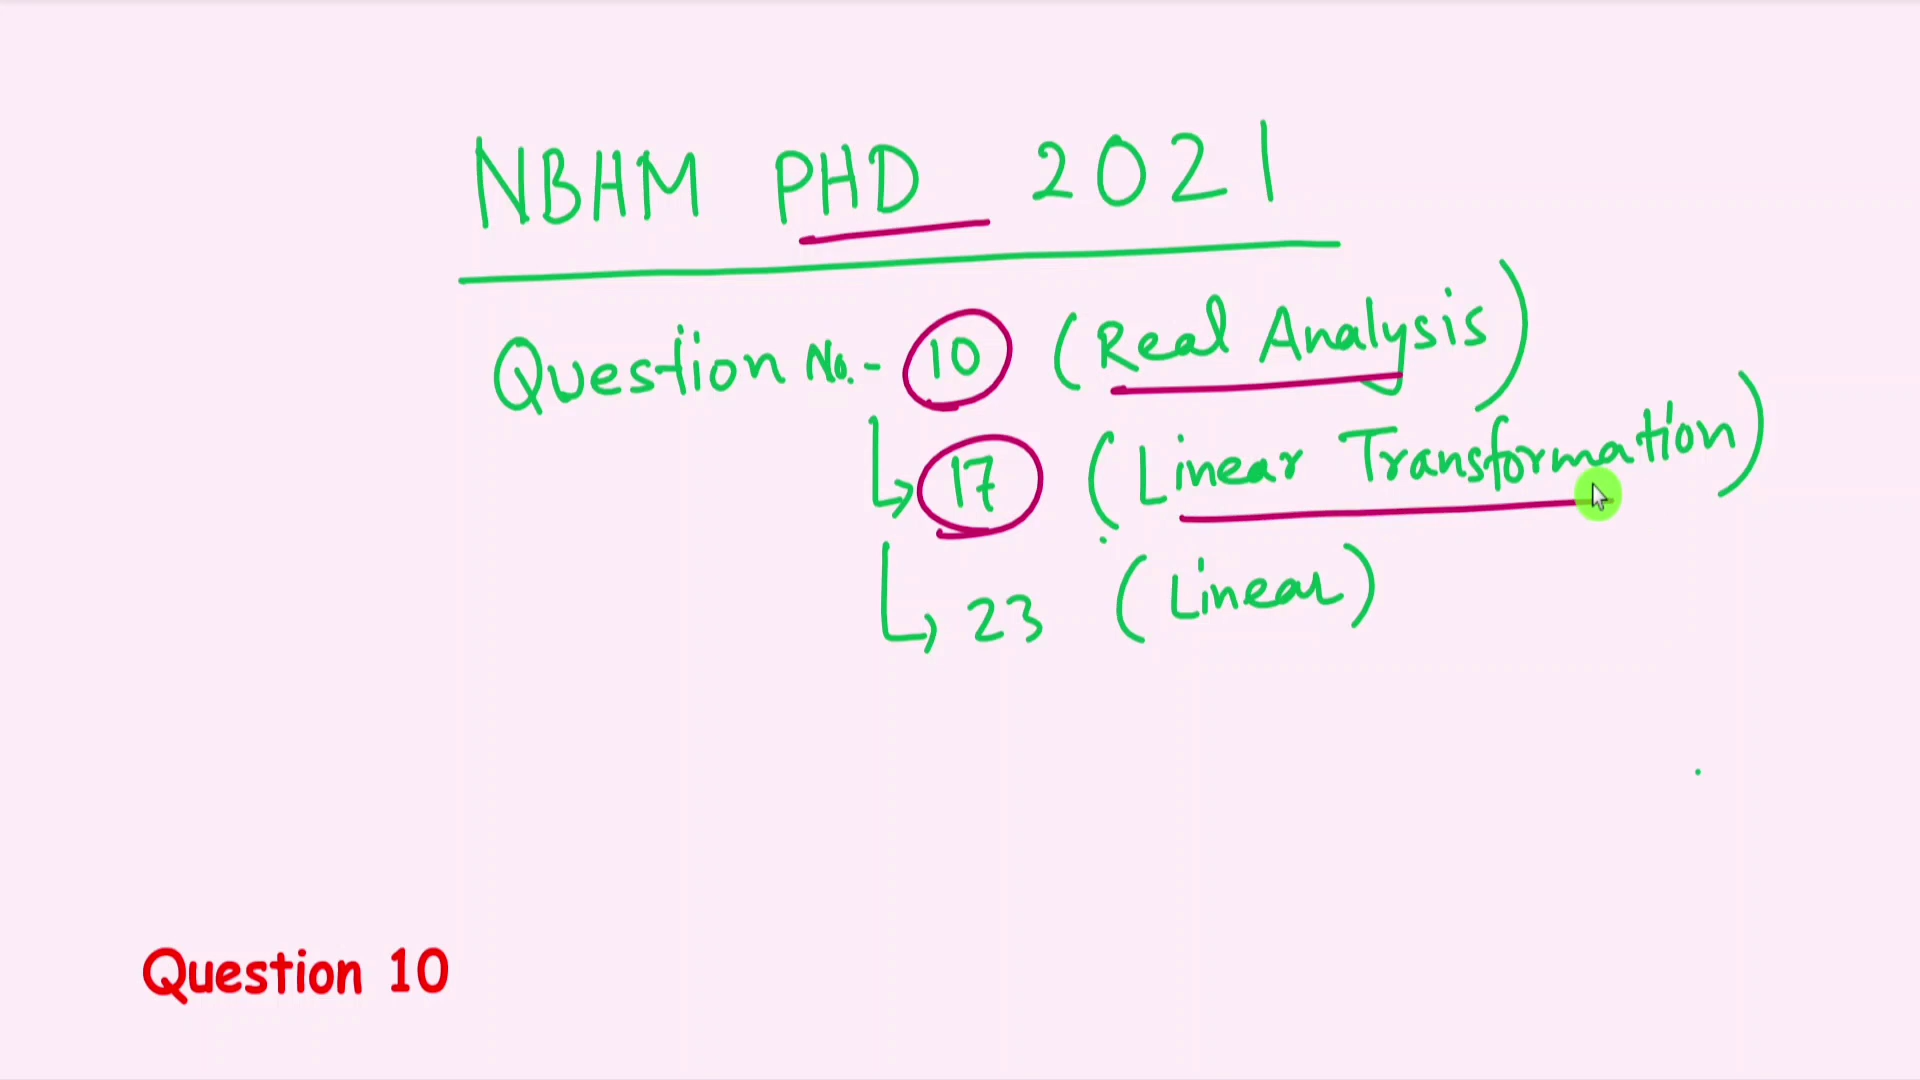 NBHM PHD 2021
Question No. - 10 (Real Analysis)
↳ 17 (Linear Transformation)
↳ 23 (Linear)
Question 10